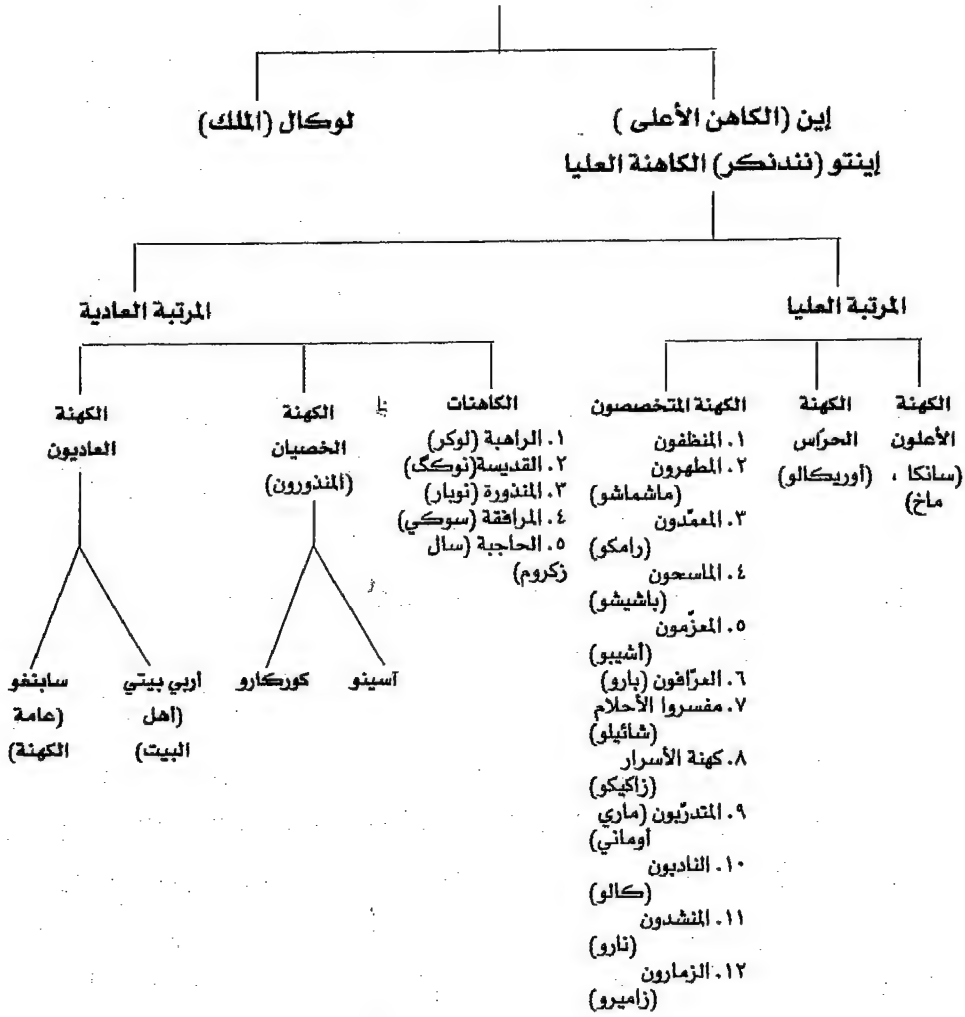 إين (الكاهن الأعلى )
إينتو (نندنكر) الكاهنة العليا
لوكال (الملك)
المرتبة العليا
المرتبة العادية
الكهنة
الأعلون
(سانكا ،
ماخ)
الكهنة
الحرّاس
(أوريكالو)
الكهنة المتخصصون
١. المنظفون
٢. المطهرون
(ماشماشو)
٣. المعمّدون
(رامكو)
٤. الماسحون
(باشيشو)
٥. المعزّمون
(أشيبو)
٦. العرّافون (بارو)
٧. مفسروا الأحلام
(شائيلو)
٨. كهنة الأسرار
(زاكيكو)
٩. المتدرّبون (ماري
أوماني)
١٠. النادبون
(كالو)
١١. المنشدون
(نارو)
١٢. الزمارون
(زاميرو)
الكاهنات
١. الراهبة (لوكر)
٢. القديسة(نوكگ)
٣. المنذورة (نوبار)
٤. المرافقة (سوكي)
٥. الحاجبة (سال
زكروم)
الكهنة
الخصيان
(المنذورون)
آسينو
كوركارو
الكهنة
العاديون
أربي بيتي
(أهل
البيت)
سابنغو
(عامة
الكهنة)